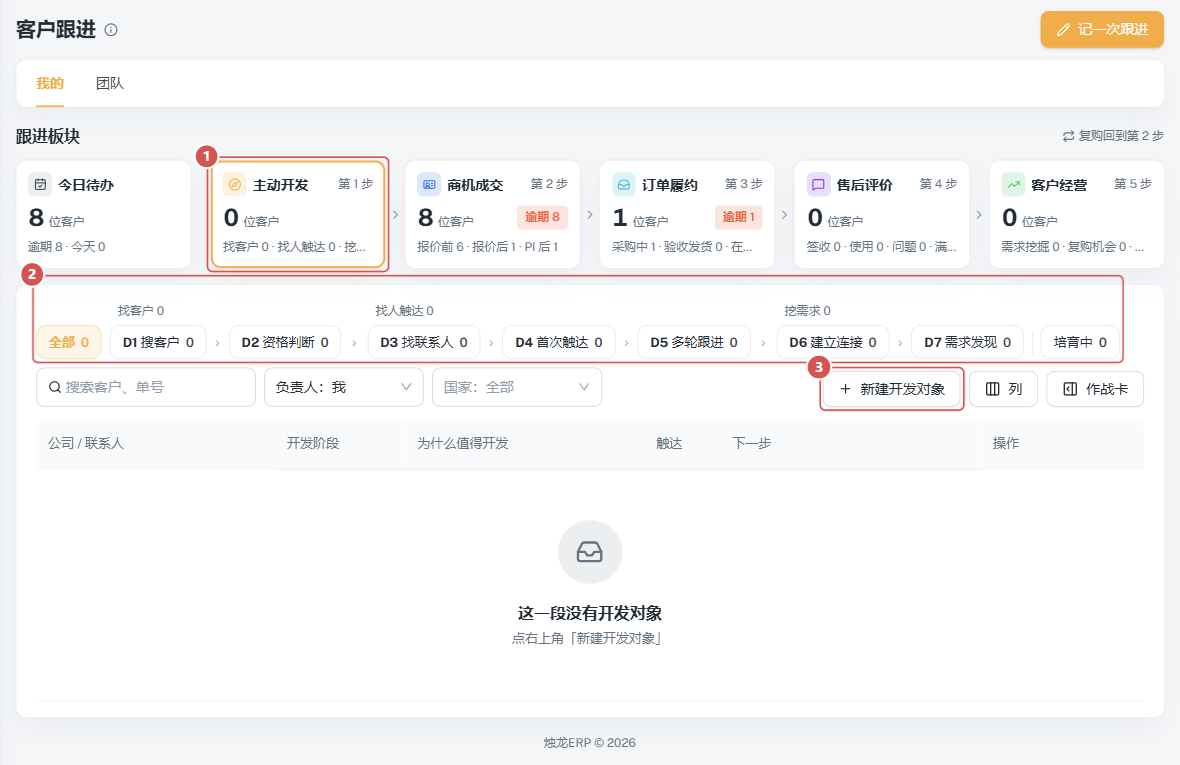 客户跟进
记一次跟进
我的 团队
跟进板块 复购回到第 2 步
1
今日待办
8 位客户
逾期 8 · 今天 0
主动开发 第 1 步
0 位客户
找客户 0 · 找人触达 0 · 挖...
商机成交 第 2 步
8 位客户 逾期 8
报价前 6 · 报价后 1 · PI 后 1
订单履约 第 3 步
1 位客户 逾期 1
采购中 1 · 验收发货 0 · 在...
售后评价 第 4 步
0 位客户
签收 0 · 使用 0 · 问题 0 · 满...
客户经营 第 5 步
0 位客户
需求挖掘 0 · 复购机会 0 · ...
2
找客户 0 找人触达 0 挖需求 0
全部 0 D1 搜客户 0 › D2 资格判断 0 › D3 找联系人 0 › D4 首次触达 0 › D5 多轮跟进 0 › D6 建立连接 0 › D7 需求发现 0 培育中 0
3
搜索客户、单号 负责人：我 国家：全部 + 新建开发对象 列 作战卡
公司 / 联系人 开发阶段 为什么值得开发 触达 下一步 操作
这一段没有开发对象
点右上角「新建开发对象」
烛龙ERP © 2026